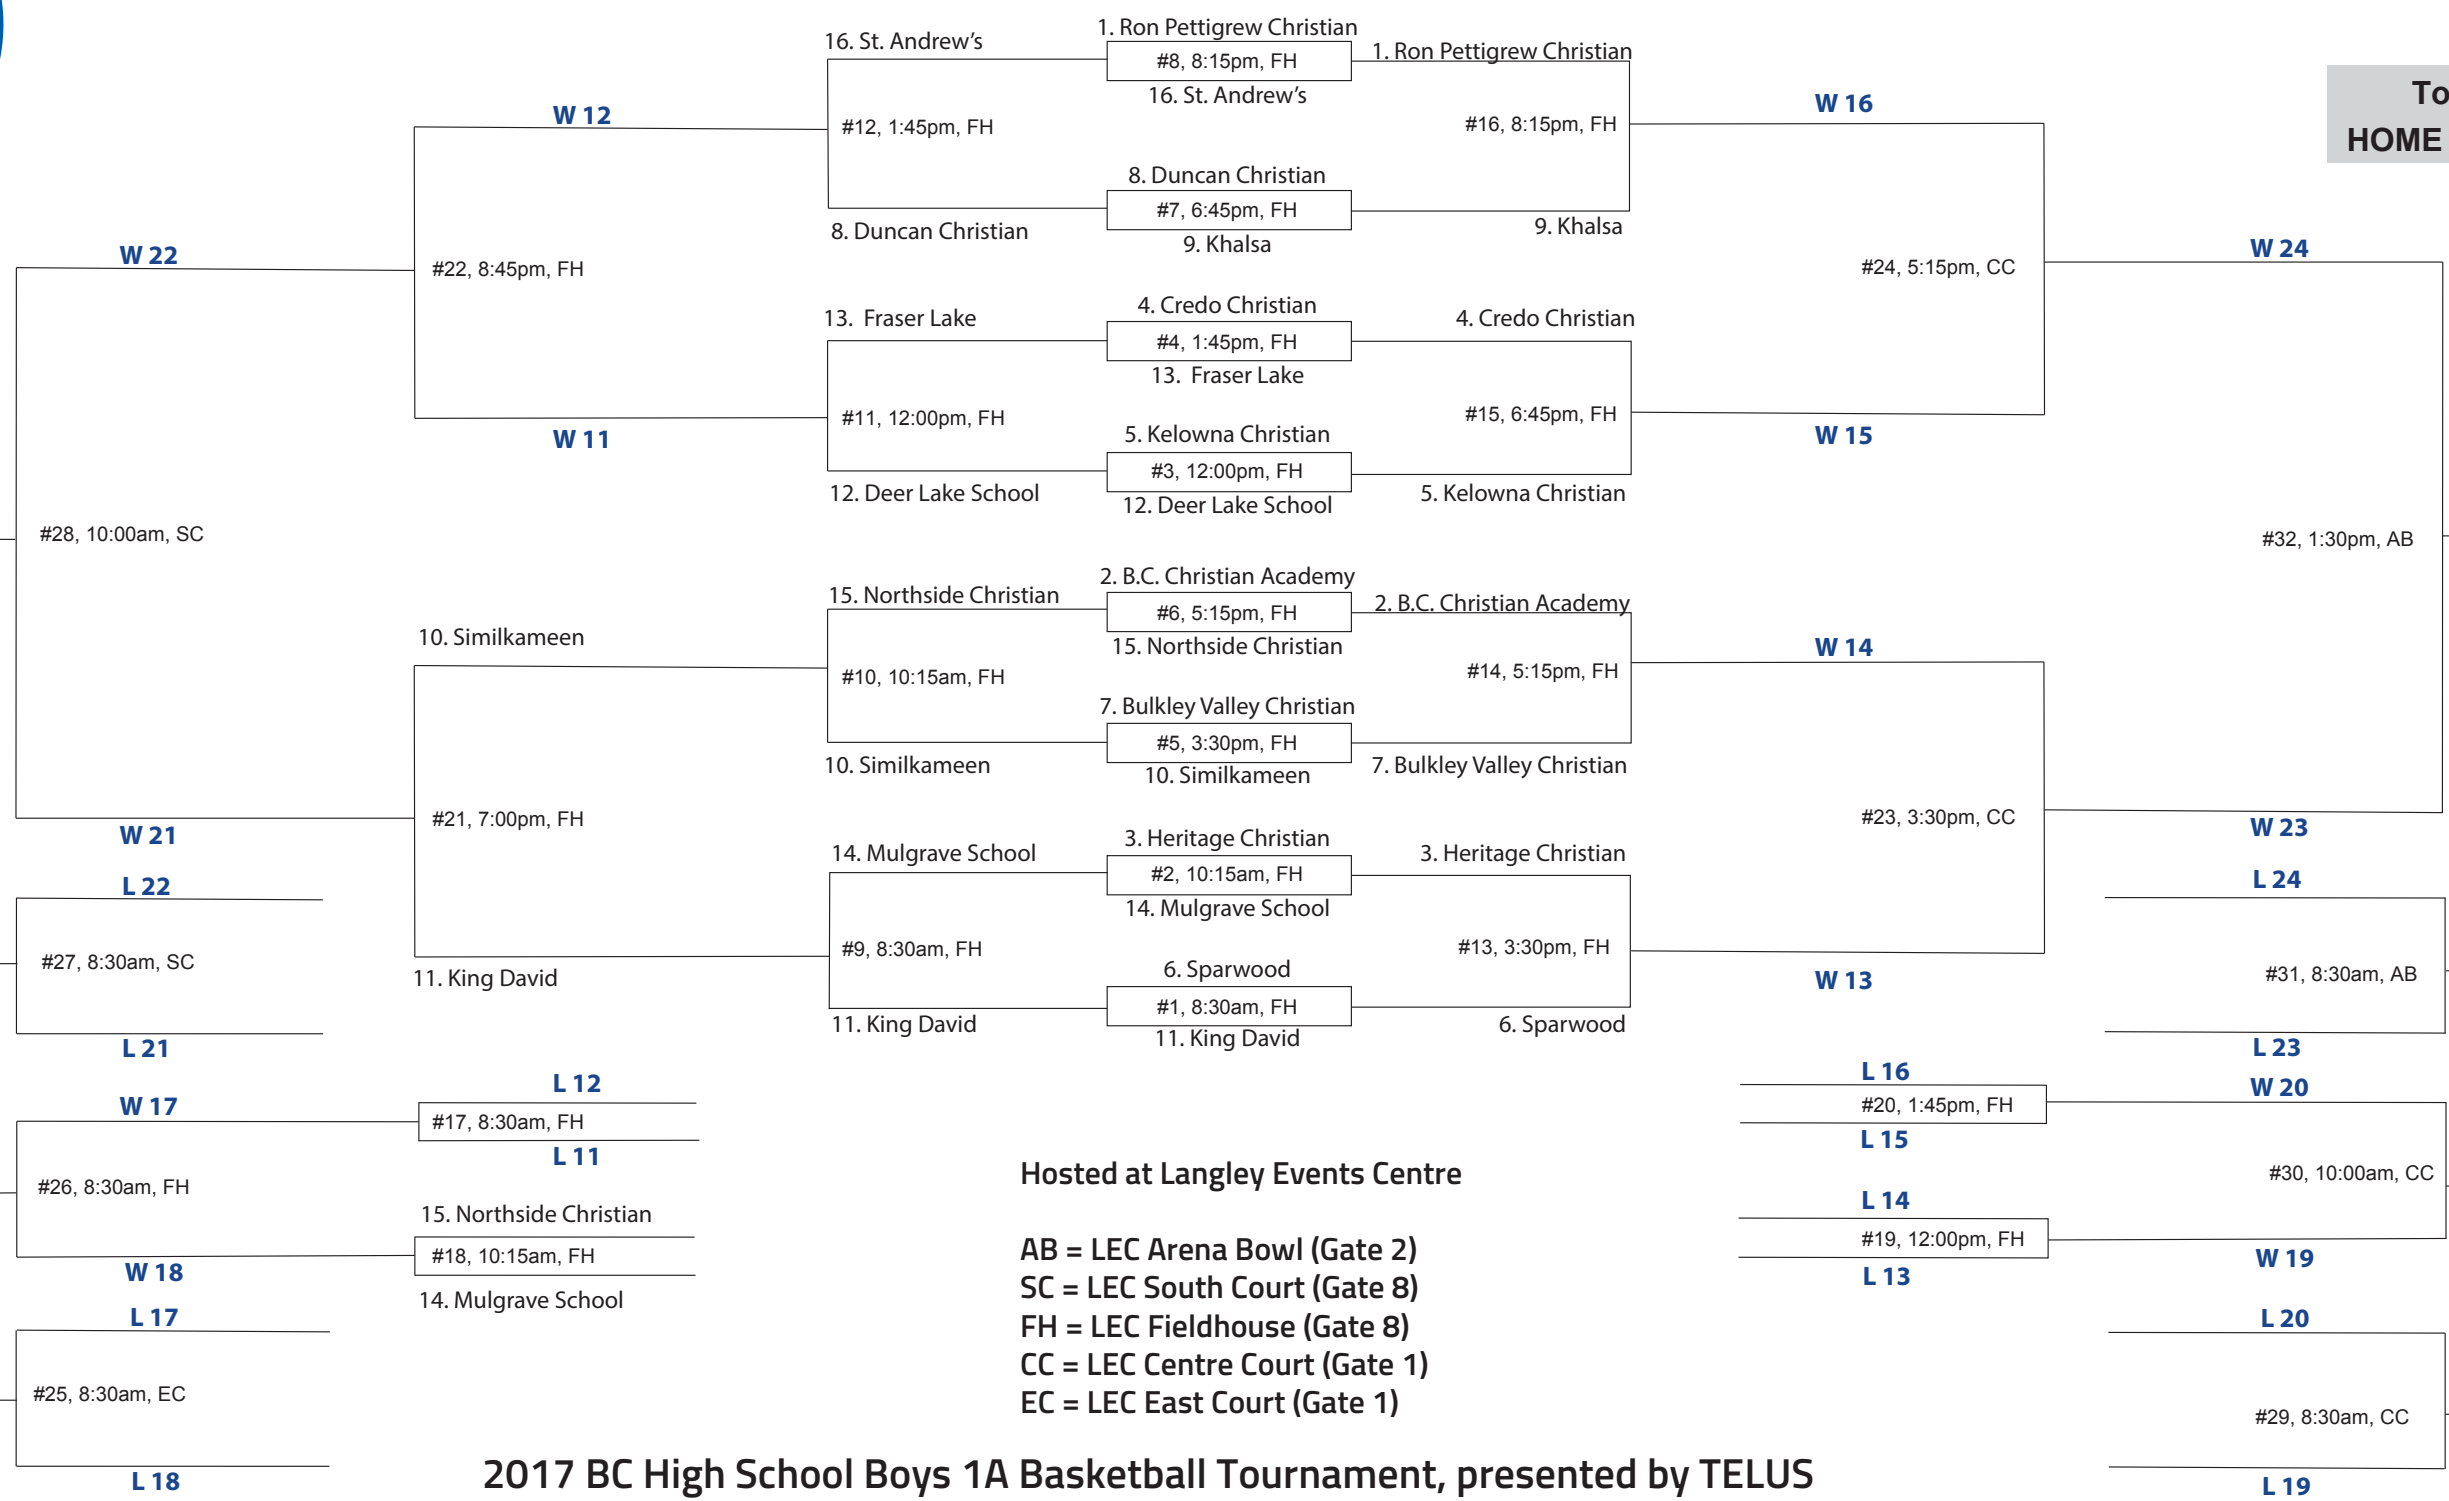 1. Ron Pettigrew Christian
16. St. Andrew's
#8, 8:15pm, FH
1. Ron Pettigrew Christian
16. St. Andrew's
To
HOME
W 12
#12, 1:45pm, FH
#16, 8:15pm, FH
W 16
8. Duncan Christian
#7, 6:45pm, FH
8. Duncan Christian
9. Khalsa
9. Khalsa
W 22
#22, 8:45pm, FH
#24, 5:15pm, CC
W 24
4. Credo Christian
13. Fraser Lake
#4, 1:45pm, FH
4. Credo Christian
13. Fraser Lake
#11, 12:00pm, FH
#15, 6:45pm, FH
W 11
5. Kelowna Christian
W 15
#3, 12:00pm, FH
12. Deer Lake School
12. Deer Lake School
5. Kelowna Christian
#28, 10:00am, SC
#32, 1:30pm, AB
2. B.C. Christian Academy
15. Northside Christian
#6, 5:15pm, FH
2. B.C. Christian Academy
15. Northside Christian
10. Similkameen
W 14
#10, 10:15am, FH
#14, 5:15pm, FH
7. Bulkley Valley Christian
#5, 3:30pm, FH
10. Similkameen
10. Similkameen
7. Bulkley Valley Christian
#21, 7:00pm, FH
#23, 3:30pm, CC
W 21
W 23
3. Heritage Christian
14. Mulgrave School
#2, 10:15am, FH
3. Heritage Christian
14. Mulgrave School
L 22
L 24
#9, 8:30am, FH
#13, 3:30pm, FH
#27, 8:30am, SC
6. Sparwood
#31, 8:30am, AB
11. King David
W 13
#1, 8:30am, FH
11. King David
11. King David
6. Sparwood
L 21
L 23
L 12
L 16
W 17
#17, 8:30am, FH
#20, 1:45pm, FH
W 20
L 11
L 15
#26, 8:30am, FH
#30, 10:00am, CC
15. Northside Christian
L 14
#18, 10:15am, FH
#19, 12:00pm, FH
W 18
W 19
14. Mulgrave School
L 13
L 17
L 20
#25, 8:30am, EC
#29, 8:30am, CC
L 18
L 19
Hosted at Langley Events Centre
AB = LEC Arena Bowl (Gate 2)
SC = LEC South Court (Gate 8)
FH = LEC Fieldhouse (Gate 8)
CC = LEC Centre Court (Gate 1)
EC = LEC East Court (Gate 1)
2017 BC High School Boys 1A Basketball Tournament, presented by TELUS